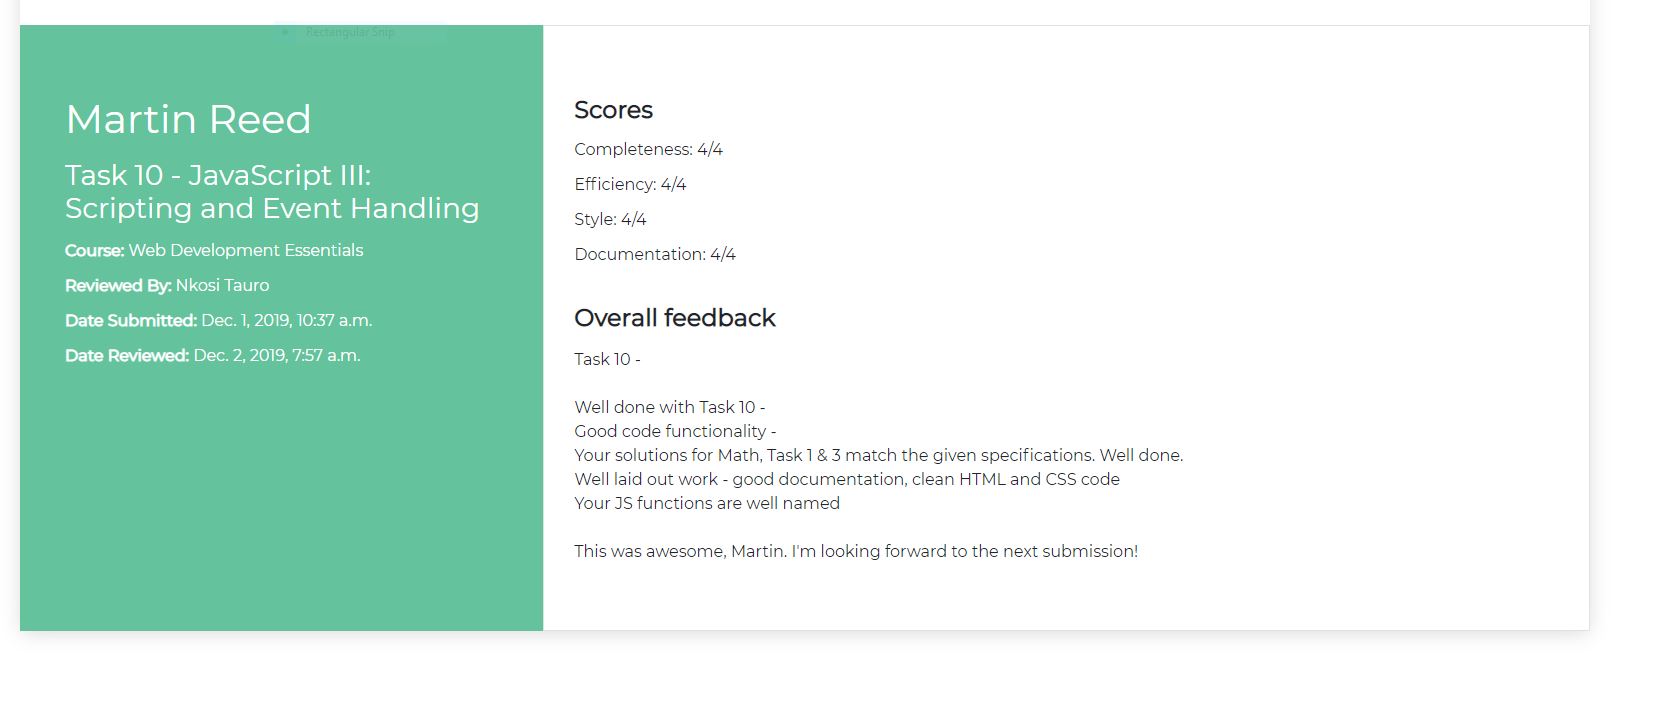 Rectangular Snip
Martin Reed
Task 10 - JavaScript III:
Scripting and Event Handling
Course: Web Development Essentials
Reviewed By: Nkosi Tauro
Date Submitted: Dec. 1, 2019, 10:37 a.m.
Date Reviewed: Dec. 2, 2019, 7:57 a.m.
Scores
Completeness: 4/4
Efficiency: 4/4
Style: 4/4
Documentation: 4/4
Overall feedback
Task 10 -
Well done with Task 10 -
Good code functionality -
Your solutions for Math, Task 1 & 3 match the given specifications. Well done.
Well laid out work - good documentation, clean HTML and CSS code
Your JS functions are well named
This was awesome, Martin. I'm looking forward to the next submission!